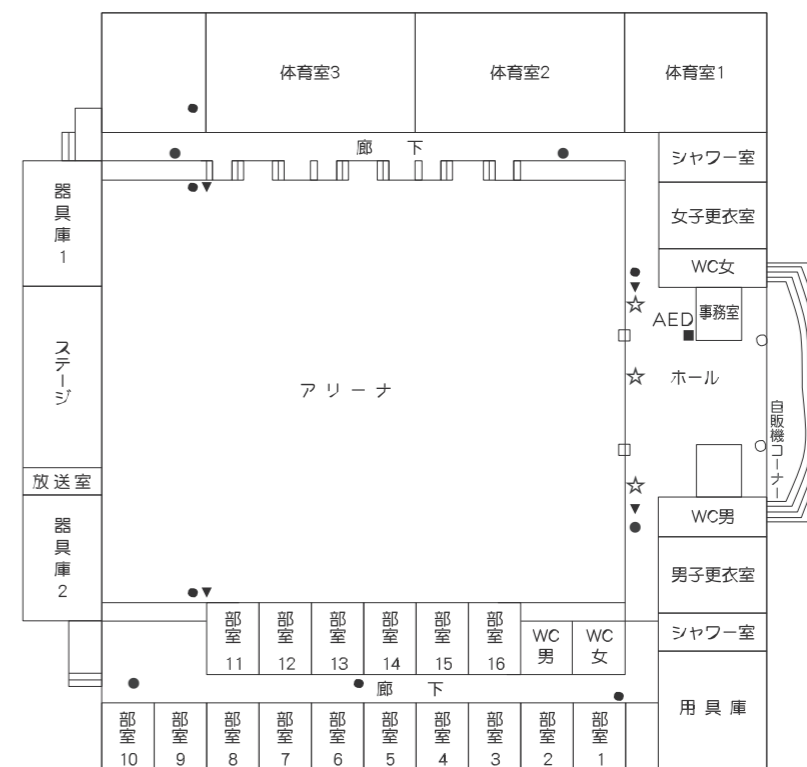 体育室3
体育室2
体育室1
廊 下
シャワー室
女子更衣室
器具庫1
WC女
事務室
AED
ステージ
アリーナ
ホール
自販機コーナー
放送室
WC男
器具庫2
男子更衣室
部室11
部室12
部室13
部室14
部室15
部室16
WC男
WC女
シャワー室
廊 下
用具庫
部室10
部室9
部室8
部室7
部室6
部室5
部室4
部室3
部室2
部室1